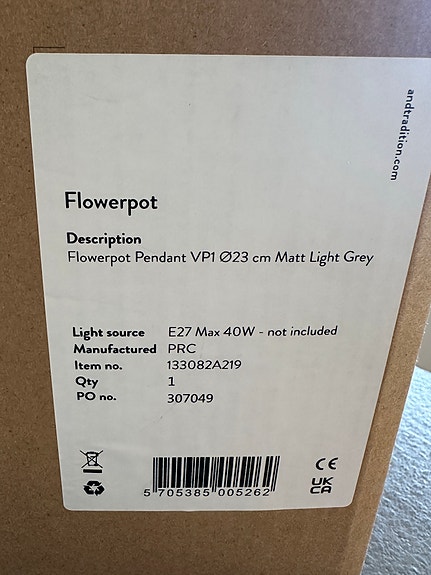 andtradition.com
Flowerpot
Description
Flowerpot Pendant VP1 Ø23 cm Matt Light Grey
Light source E27 Max 40W - not included
Manufactured PRC
Item no. 133082A219
Qty 1
PO no. 307049
CE
UK
CA
5 705385 005262